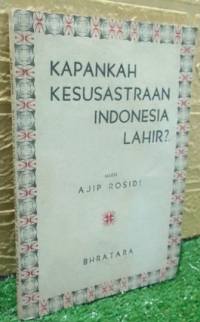 KAPANKAH
KESUSASTRAAN
INDONESIA
LAHIR?
OLEH
AJIP ROSIDI
BHRATARA